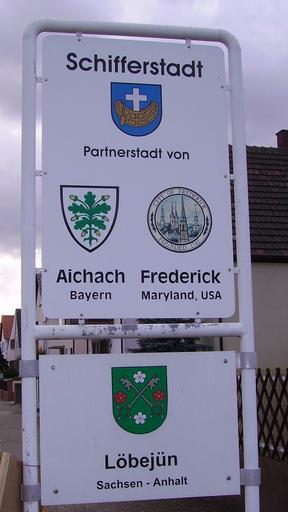 Schifferstadt
Partnerstadt von
Aichach
Bayern
Frederick
Maryland, USA
Löbejün
Sachsen - Anhalt